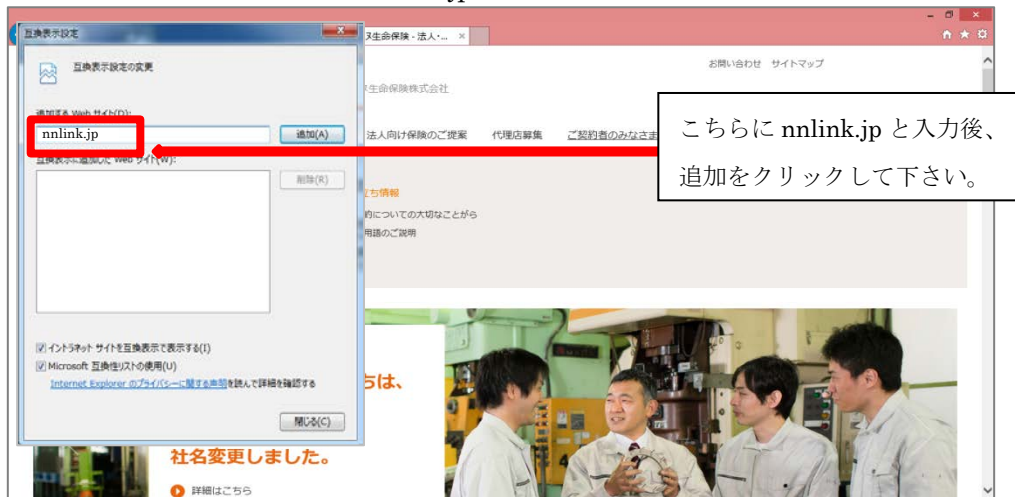 互換表示設定
互換表示設定の変更
追加する Web サイト(D):
nnlink.jp
追加(A)
互換表示に追加した Web サイト(W):
削除(R)
イントラネット サイトを互換表示で表示する(I)
Microsoft 互換性リストの使用(U)
Internet Explorer のプライバシーに関する声明を読んで詳細を確認する
閉じる(C)
ヌ生命保険 - 法人・...
お問い合わせ サイトマップ
生命保険株式会社
法人向け保険のご提案 代理店募集 ご契約者のみなさま
こちらに nnlink.jp と入力後、
追加をクリックして下さい。
立ち情報
約についての大切なことがら
用語のご説明
ちは、
社名変更しました。
詳細はこちら